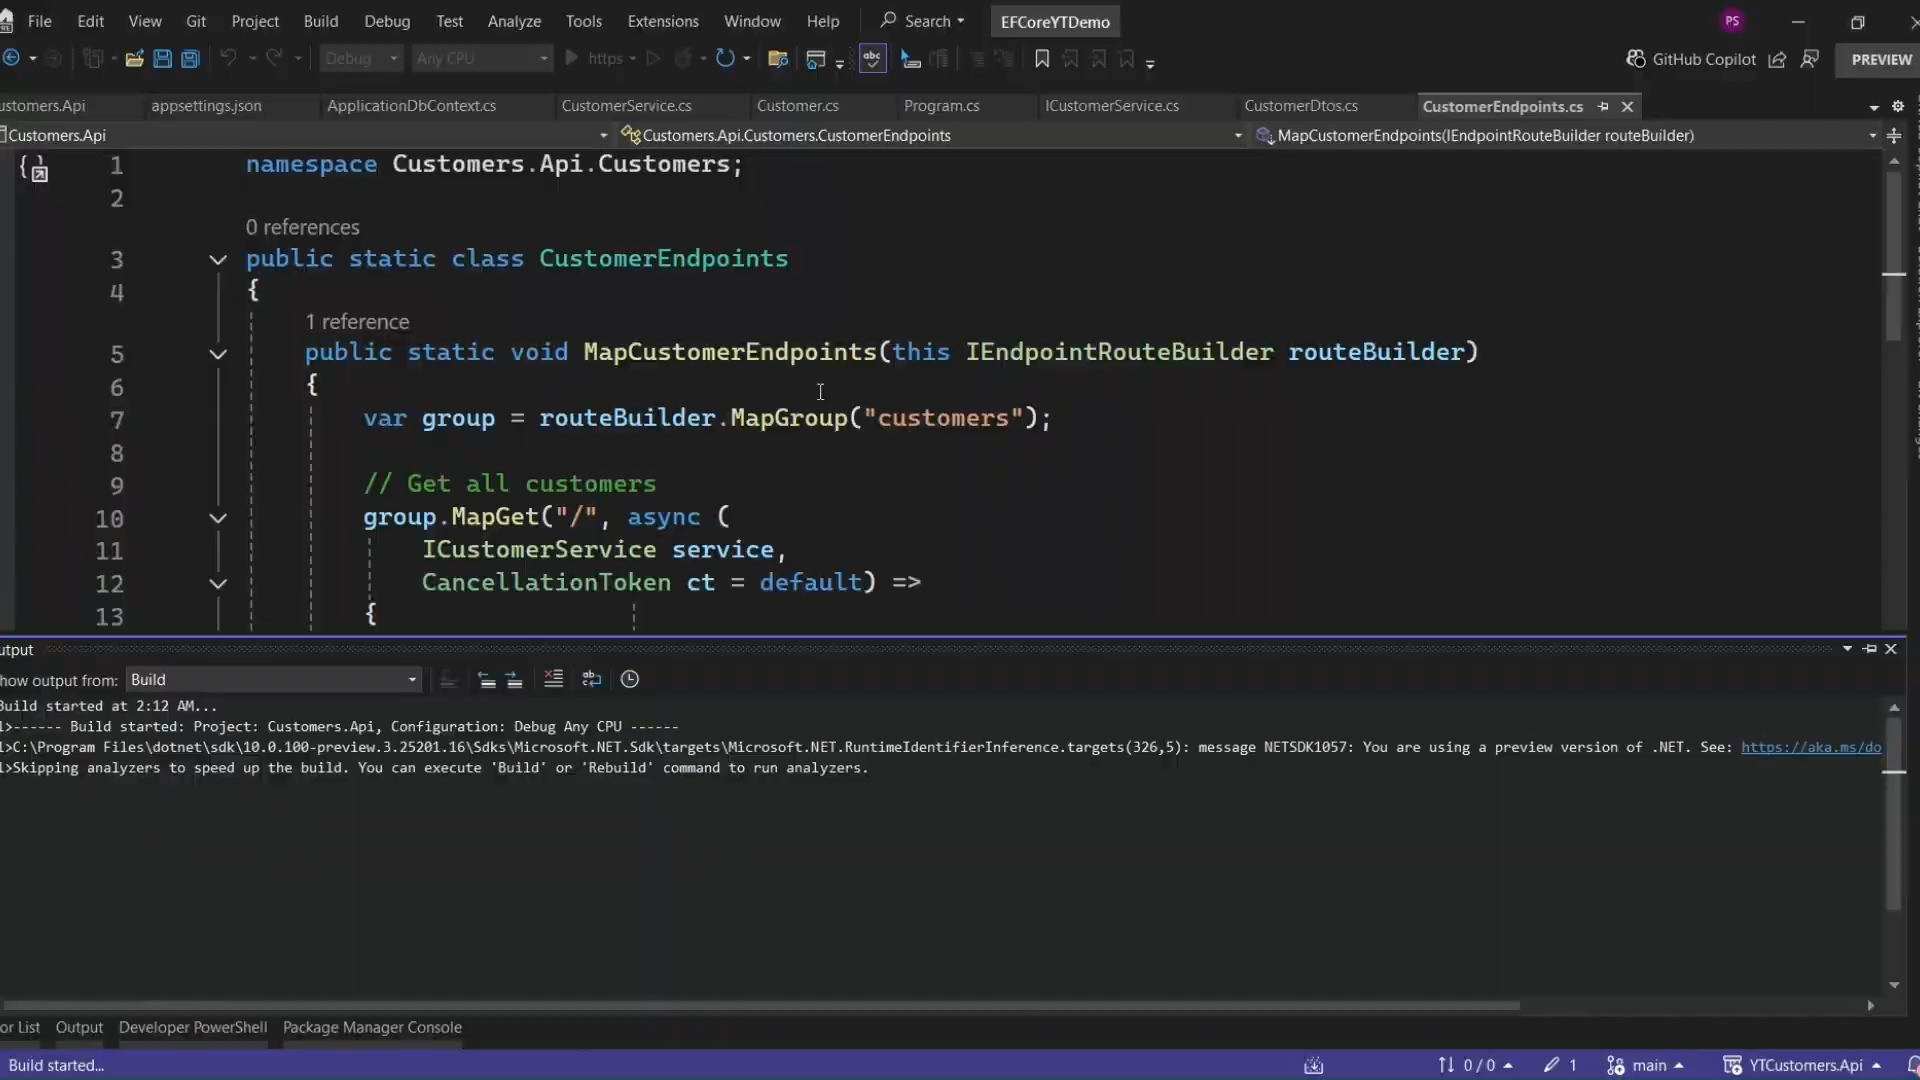 File Edit View Git Project Build Debug Test Analyze Tools Extensions Window Help Search EFCoreYTDemo PS
Debug Any CPU https abc GitHub Copilot PREVIEW
ustomers.Api appsettings.json ApplicationDbContext.cs CustomerService.cs Customer.cs Program.cs ICustomerService.cs CustomerDtos.cs CustomerEndpoints.cs
Customers.Api Customers.Api.Customers.CustomerEndpoints MapCustomerEndpoints(IEndpointRouteBuilder routeBuilder)
1 namespace Customers.Api.Customers;
2
0 references
3 public static class CustomerEndpoints
4 {
1 reference
5 public static void MapCustomerEndpoints(this IEndpointRouteBuilder routeBuilder)
6 {
7 var group = routeBuilder.MapGroup("customers");
8
9 // Get all customers
10 group.MapGet("/", async (
11 ICustomerService service,
12 CancellationToken ct = default) =>
13 {
utput
how output from: Build
Build started at 2:12 AM...
1>------ Build started: Project: Customers.Api, Configuration: Debug Any CPU ------
1>C:\Program Files\dotnet\sdk\10.0.100-preview.3.25201.16\Sdks\Microsoft.NET.Sdk\targets\Microsoft.NET.RuntimeIdentifierInference.targets(326,5): message NETSDK1057: You are using a preview version of .NET. See: https://aka.ms/do
1>Skipping analyzers to speed up the build. You can execute 'Build' or 'Rebuild' command to run analyzers.
or List Output Developer PowerShell Package Manager Console
Build started... 0 / 0 1 main YTCustomers.Api